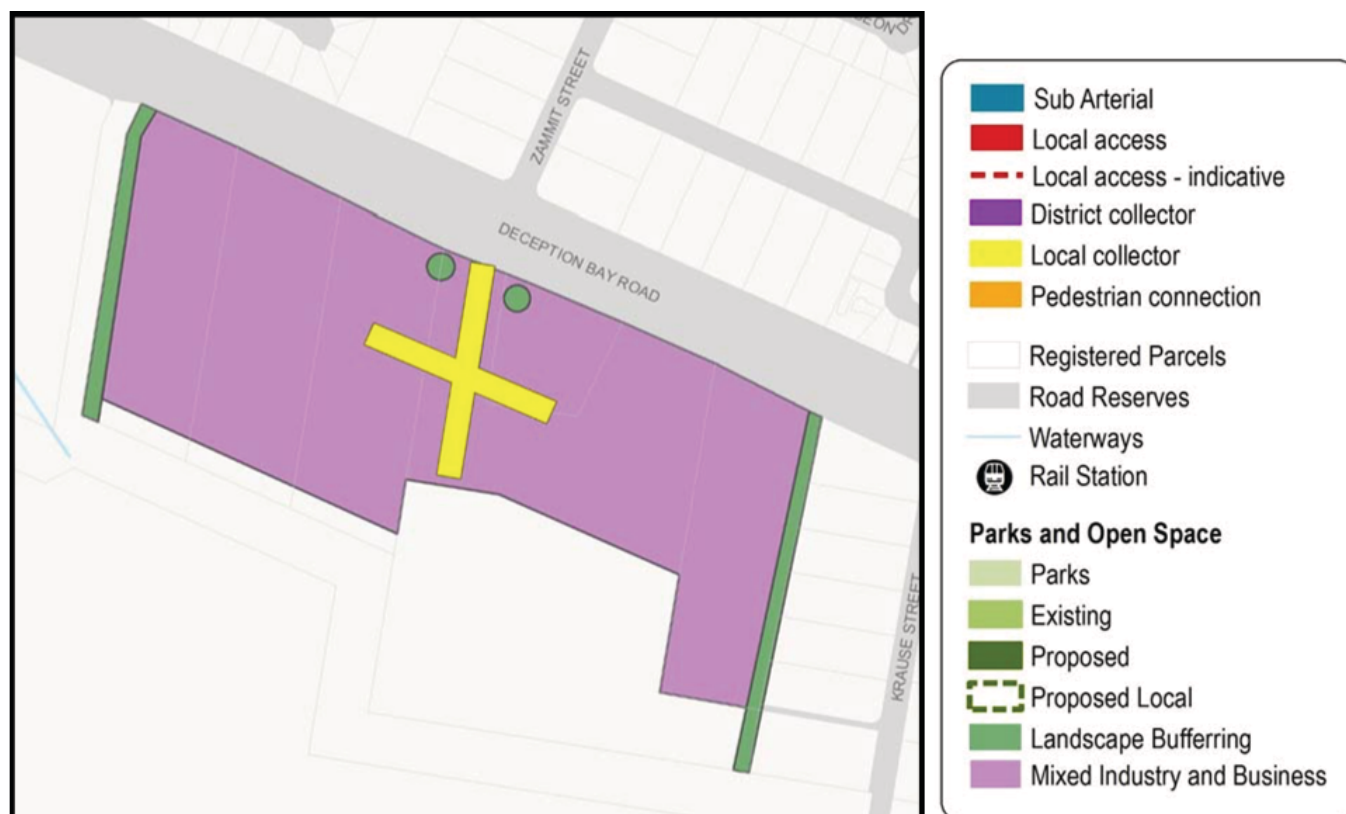 ZAMMIT STREET
DECEPTION BAY ROAD
KRAUSE STREET
Sub Arterial
Local access
Local access - indicative
District collector
Local collector
Pedestrian connection
Registered Parcels
Road Reserves
Waterways
Rail Station
Parks and Open Space
Parks
Existing
Proposed
Proposed Local
Landscape Bufferring
Mixed Industry and Business